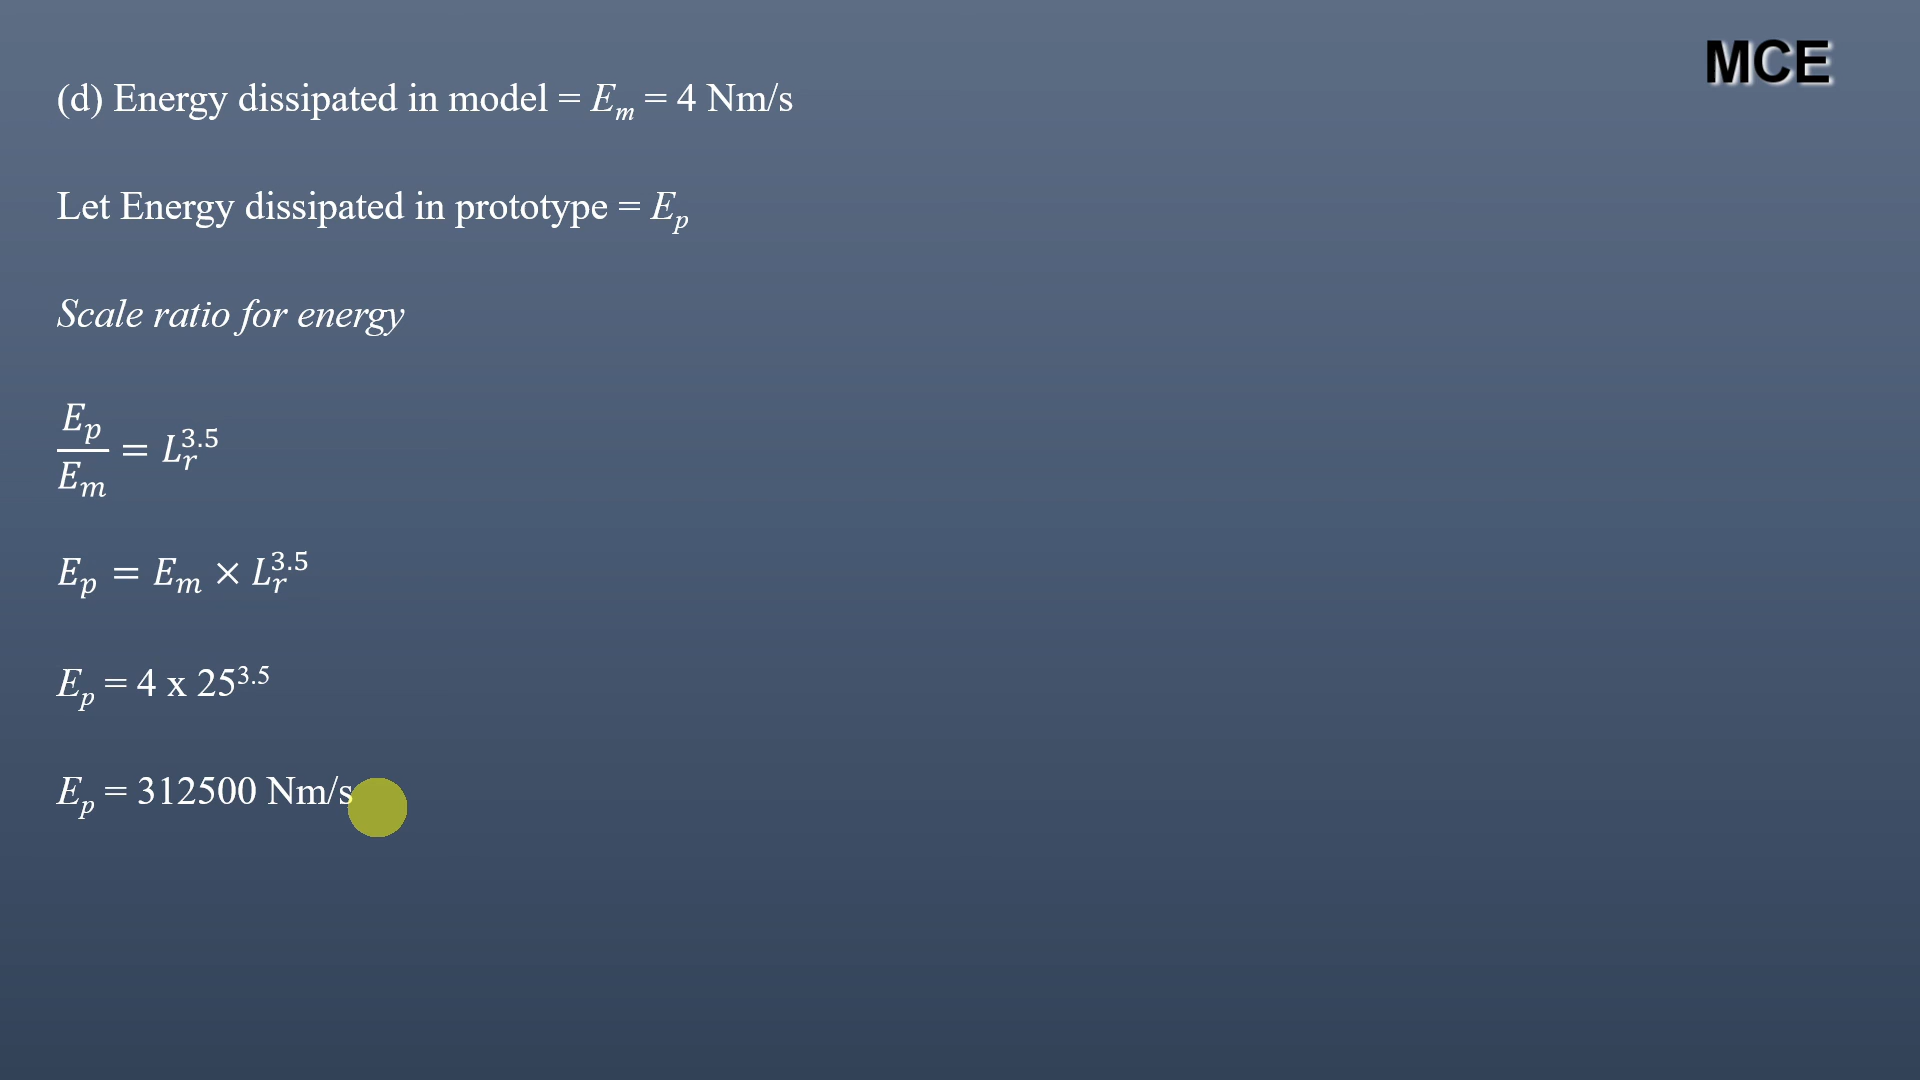 MCE
(d) Energy dissipated in model = Eₘ = 4 Nm/s
Let Energy dissipated in prototype = Eₚ
Scale ratio for energy
Eₚ/Eₘ = Lᵣ^3.5
Eₚ = Eₘ × Lᵣ^3.5
Eₚ = 4 x 25^3.5
Eₚ = 312500 Nm/s